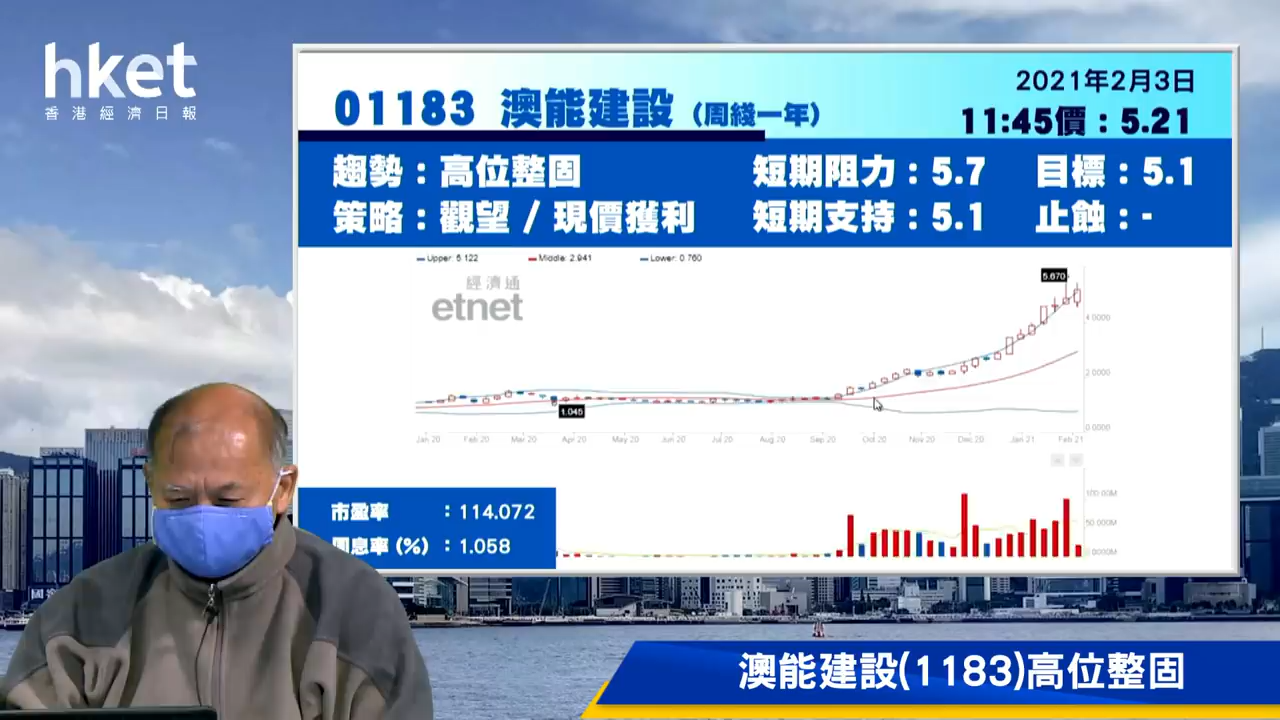 hket
香港經濟日報
2021年2月3日
01183 澳能建設 (周綫一年)
11:45價：5.21
趨勢：高位整固 短期阻力：5.7 目標：5.1
策略：觀望 / 現價獲利 短期支持：5.1 止蝕：-
Upper: 6.122 Middle: 2.941 Lower: 0.760
經濟通
etnet
5.670
4.0000
2.0000
1.045
0.0000
Jan 20 Feb 20 Mar 20 Apr 20 May 20 Jun 20 Jul 20 Aug 20 Sep 20 Oct 20 Nov 20 Dec 20 Jan 21 Feb 21
100.00M
50.000M
0.0000M
市盈率 ：114.072
息率 (%) ：1.058
澳能建設(1183)高位整固